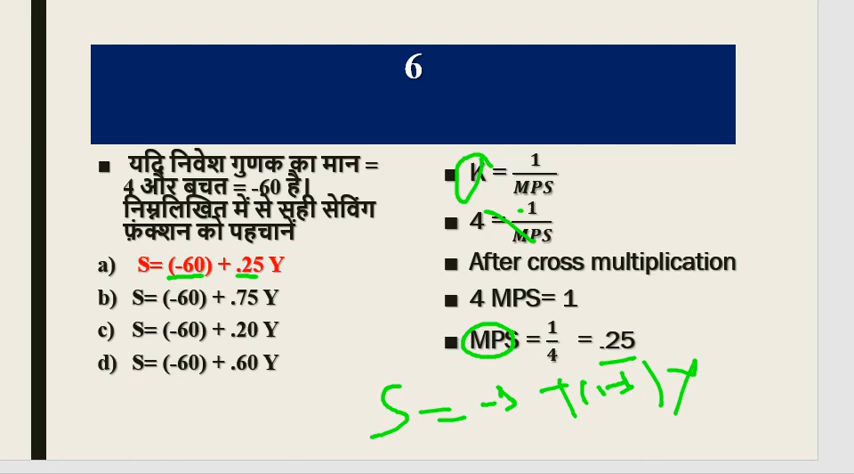 6
■ यदि निवेश गुणक का मान =
4 और बचत = -60 है।
निम्नलिखित में से सही सेविंग
फ़ंक्शन को पहचानें
a) S= (-60) + .25 Y
b) S= (-60) + .75 Y
c) S= (-60) + .20 Y
d) S= (-60) + .60 Y
■ K = 1/MPS
■ 4 = 1/MPS
■ After cross multiplication
■ 4 MPS= 1
■ MPS = 1/4 = .25